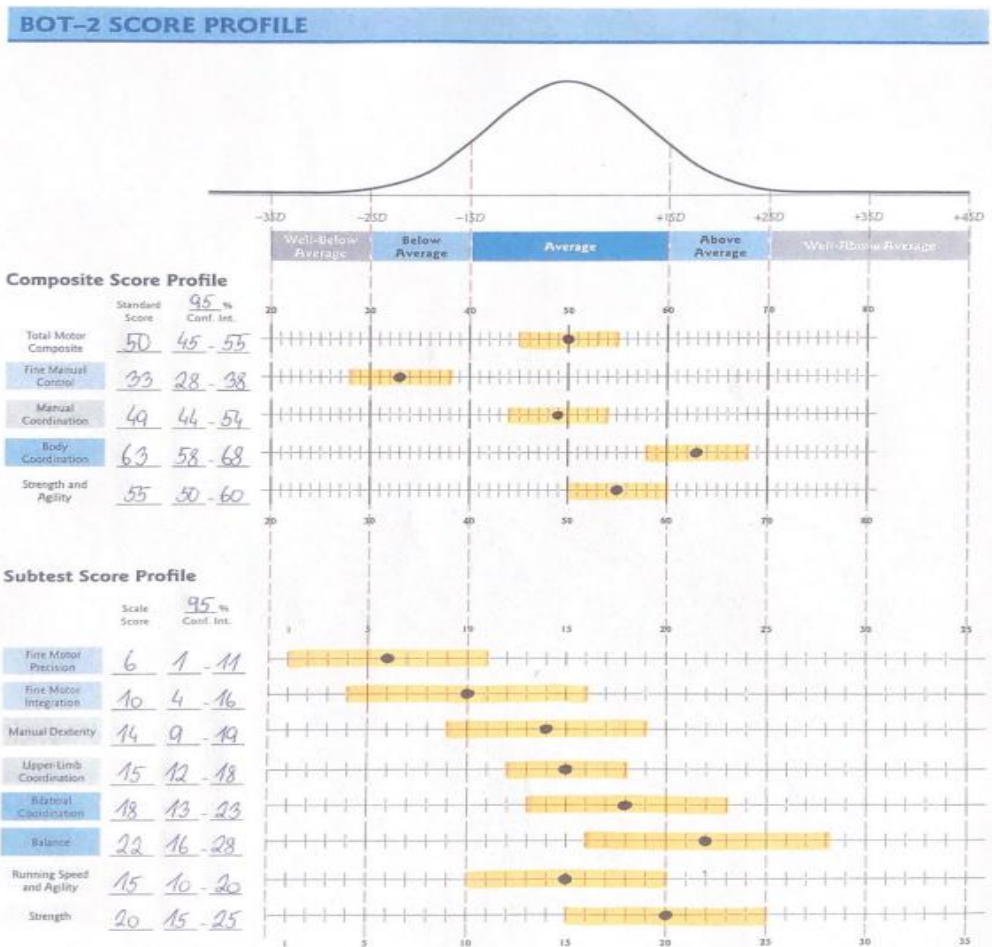 BOT–2 SCORE PROFILE
-3SD -2SD -1SD +1SD +2SD +3SD +4SD
Well-Below Average Below Average Average Above Average Well-Above Average
Composite Score Profile
Standard Score 95 % Conf. Int.
20 30 40 50 60 70 80
Total Motor Composite 50 45 - 55
Fine Manual Control 33 28 - 38
Manual Coordination 49 44 - 54
Body Coordination 63 58 - 68
Strength and Agility 55 50 - 60
20 30 40 50 60 70 80
Subtest Score Profile
Scale Score 95 % Conf. Int.
1 5 10 15 20 25 30 35
Fine Motor Precision 6 1 - 11
Fine Motor Integration 10 4 - 16
Manual Dexterity 14 9 - 19
Upper-Limb Coordination 15 12 - 18
Bilateral Coordination 18 13 - 23
Balance 22 16 - 28
Running Speed and Agility 15 10 - 20
Strength 20 15 - 25
1 5 10 15 20 25 30 35